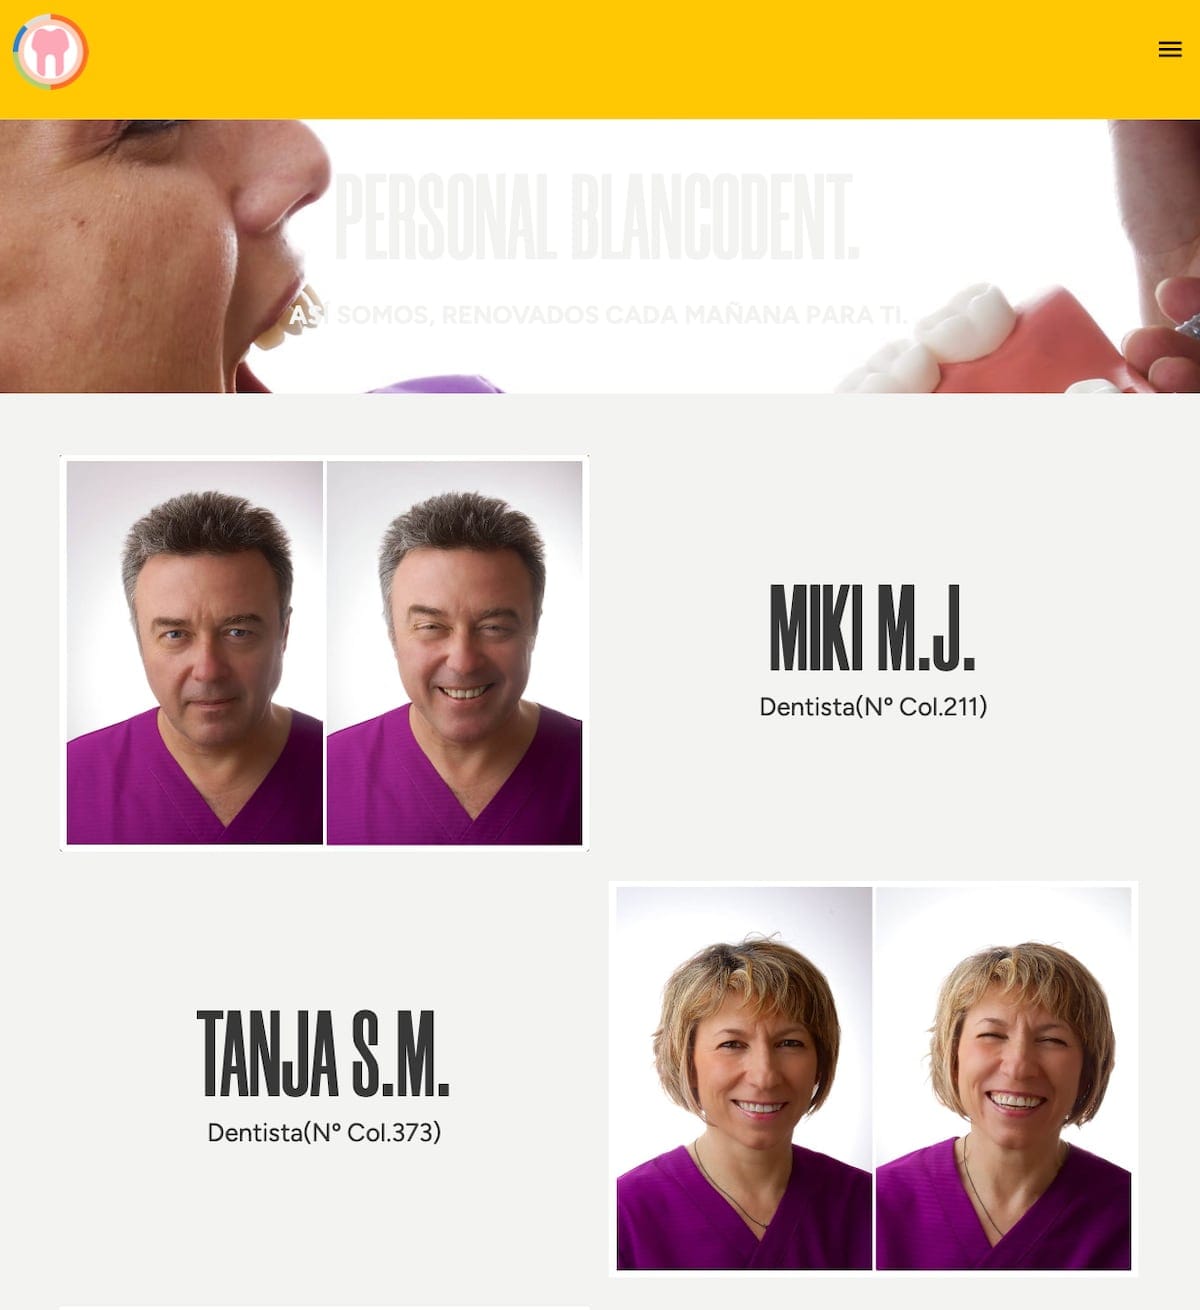 PERSONAL BLANCODENT.
ASÍ SOMOS, RENOVADOS CADA MAÑANA PARA TI.
MIKI M.J.
Dentista(Nº Col.211)
TANJA S.M.
Dentista(Nº Col.373)